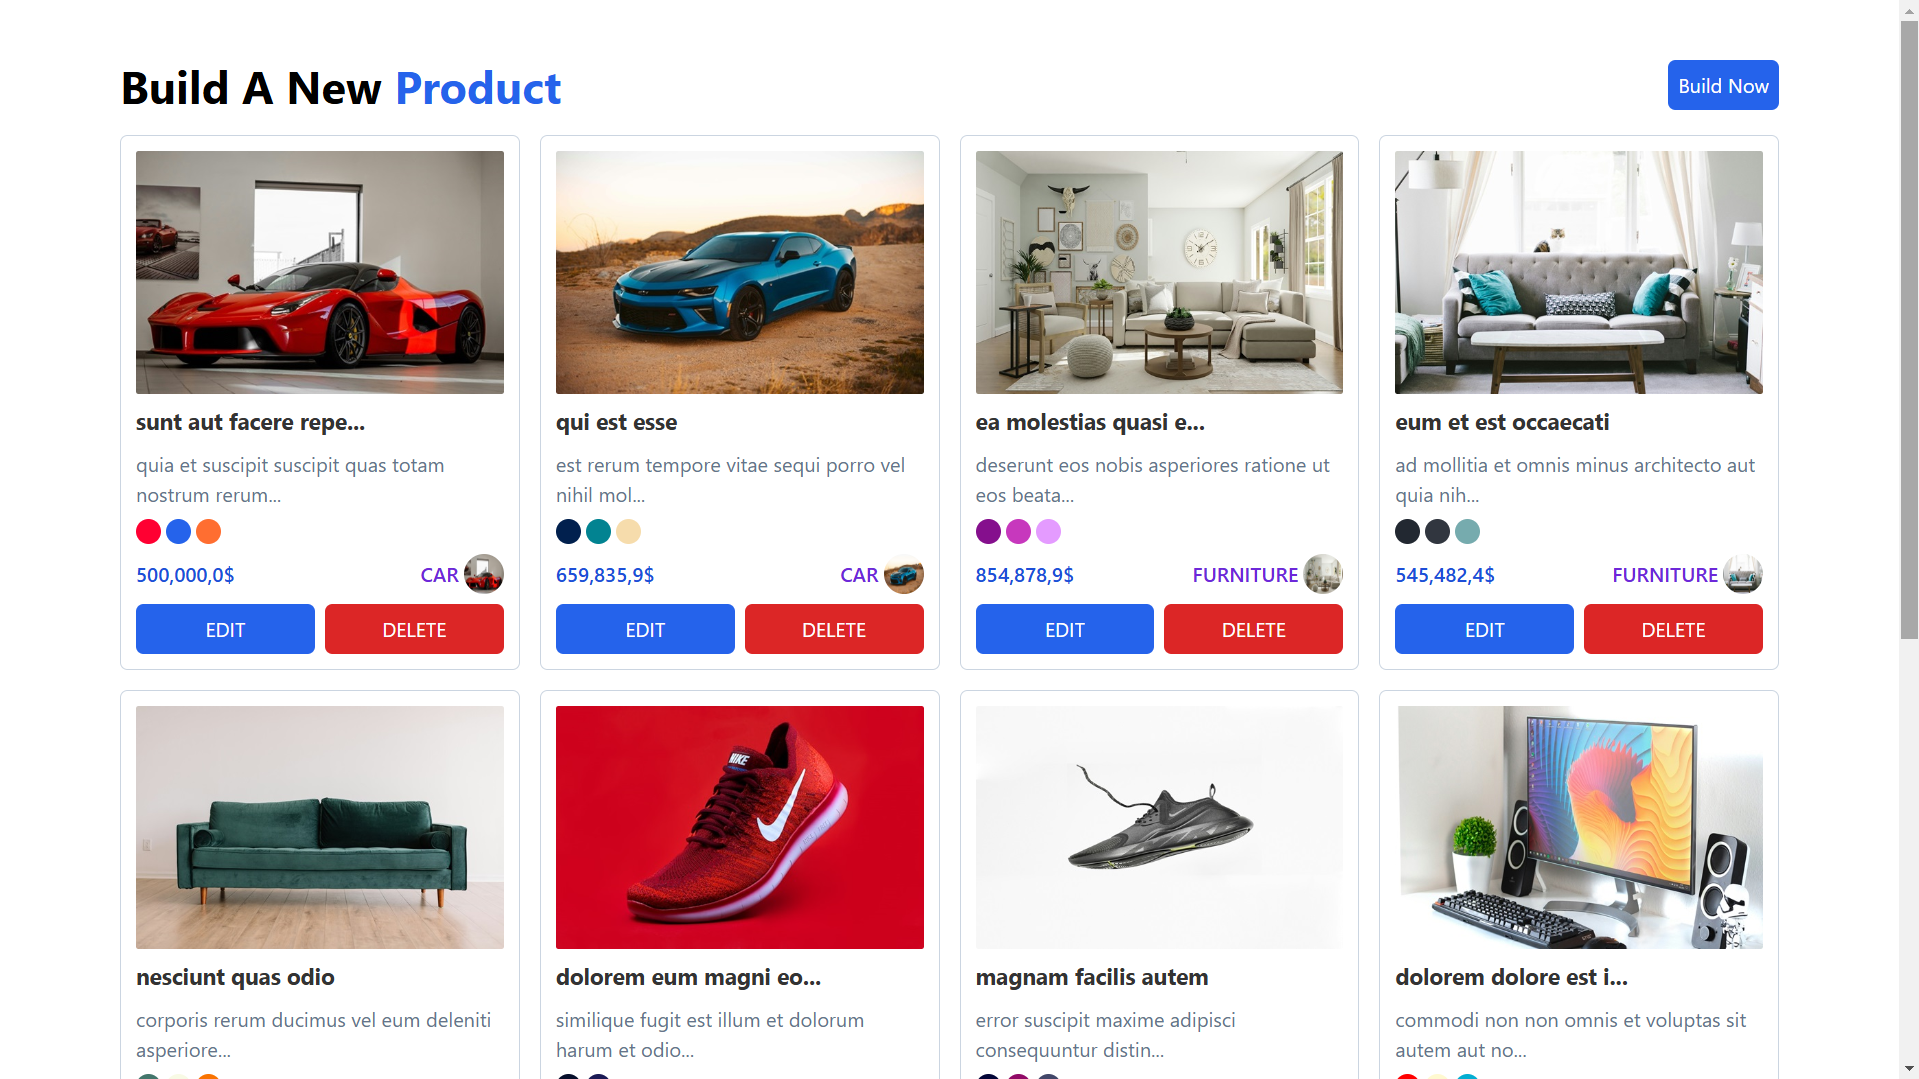 Build A New Product
Build Now
sunt aut facere repe...
quia et suscipit suscipit quas totam
nostrum rerum...
500,000,0$
CAR
EDIT
DELETE
qui est esse
est rerum tempore vitae sequi porro vel
nihil mol...
659,835,9$
CAR
EDIT
DELETE
ea molestias quasi e...
deserunt eos nobis asperiores ratione ut
eos beata...
854,878,9$
FURNITURE
EDIT
DELETE
eum et est occaecati
ad mollitia et omnis minus architecto aut
quia nih...
545,482,4$
FURNITURE
EDIT
DELETE
nesciunt quas odio
corporis rerum ducimus vel eum deleniti
asperiore...
NIKE
dolorem eum magni eo...
similique fugit est illum et dolorum
harum et odio...
magnam facilis autem
error suscipit maxime adipisci
consequuntur distin...
dolorem dolore est i...
commodi non non omnis et voluptas sit
autem aut no...